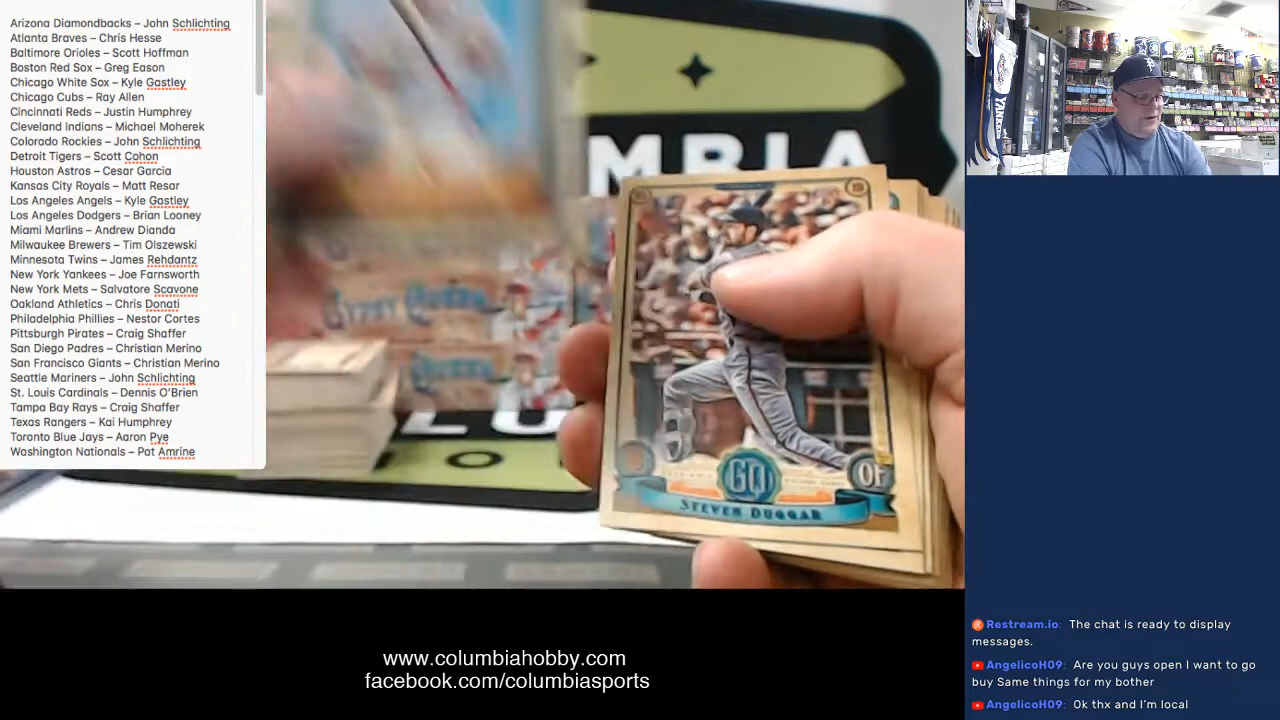 Arizona Diamondbacks – John Schlichting
Atlanta Braves – Chris Hesse
Baltimore Orioles – Scott Hoffman
Boston Red Sox – Greg Eason
Chicago White Sox – Kyle Gastley
Chicago Cubs – Ray Allen
Cincinnati Reds – Justin Humphrey
Cleveland Indians – Michael Moherek
Colorado Rockies – John Schlichting
Detroit Tigers – Scott Cohon
Houston Astros – Cesar Garcia
Kansas City Royals – Matt Resar
Los Angeles Angels – Kyle Gastley
Los Angeles Dodgers – Brian Looney
Miami Marlins – Andrew Dianda
Milwaukee Brewers – Tim Olszewski
Minnesota Twins – James Rehdantz
New York Yankees – Joe Farnsworth
New York Mets – Salvatore Scavone
Oakland Athletics – Chris Donati
Philadelphia Phillies – Nestor Cortes
Pittsburgh Pirates – Craig Shaffer
San Diego Padres – Christian Merino
San Francisco Giants – Christian Merino
Seattle Mariners – John Schlichting
St. Louis Cardinals – Dennis O'Brien
Tampa Bay Rays – Craig Shaffer
Texas Rangers – Kai Humphrey
Toronto Blue Jays – Aaron Pye
Washington Nationals – Pat Amrine
MBIA
GQ
OF
STEVEN DUGGAR
www.columbiahobby.com
facebook.com/columbiasports
Restream.io: The chat is ready to display
messages.
AngelicoH09: Are you guys open I want to go
buy Same things for my bother
AngelicoH09: Ok thx and I'm local